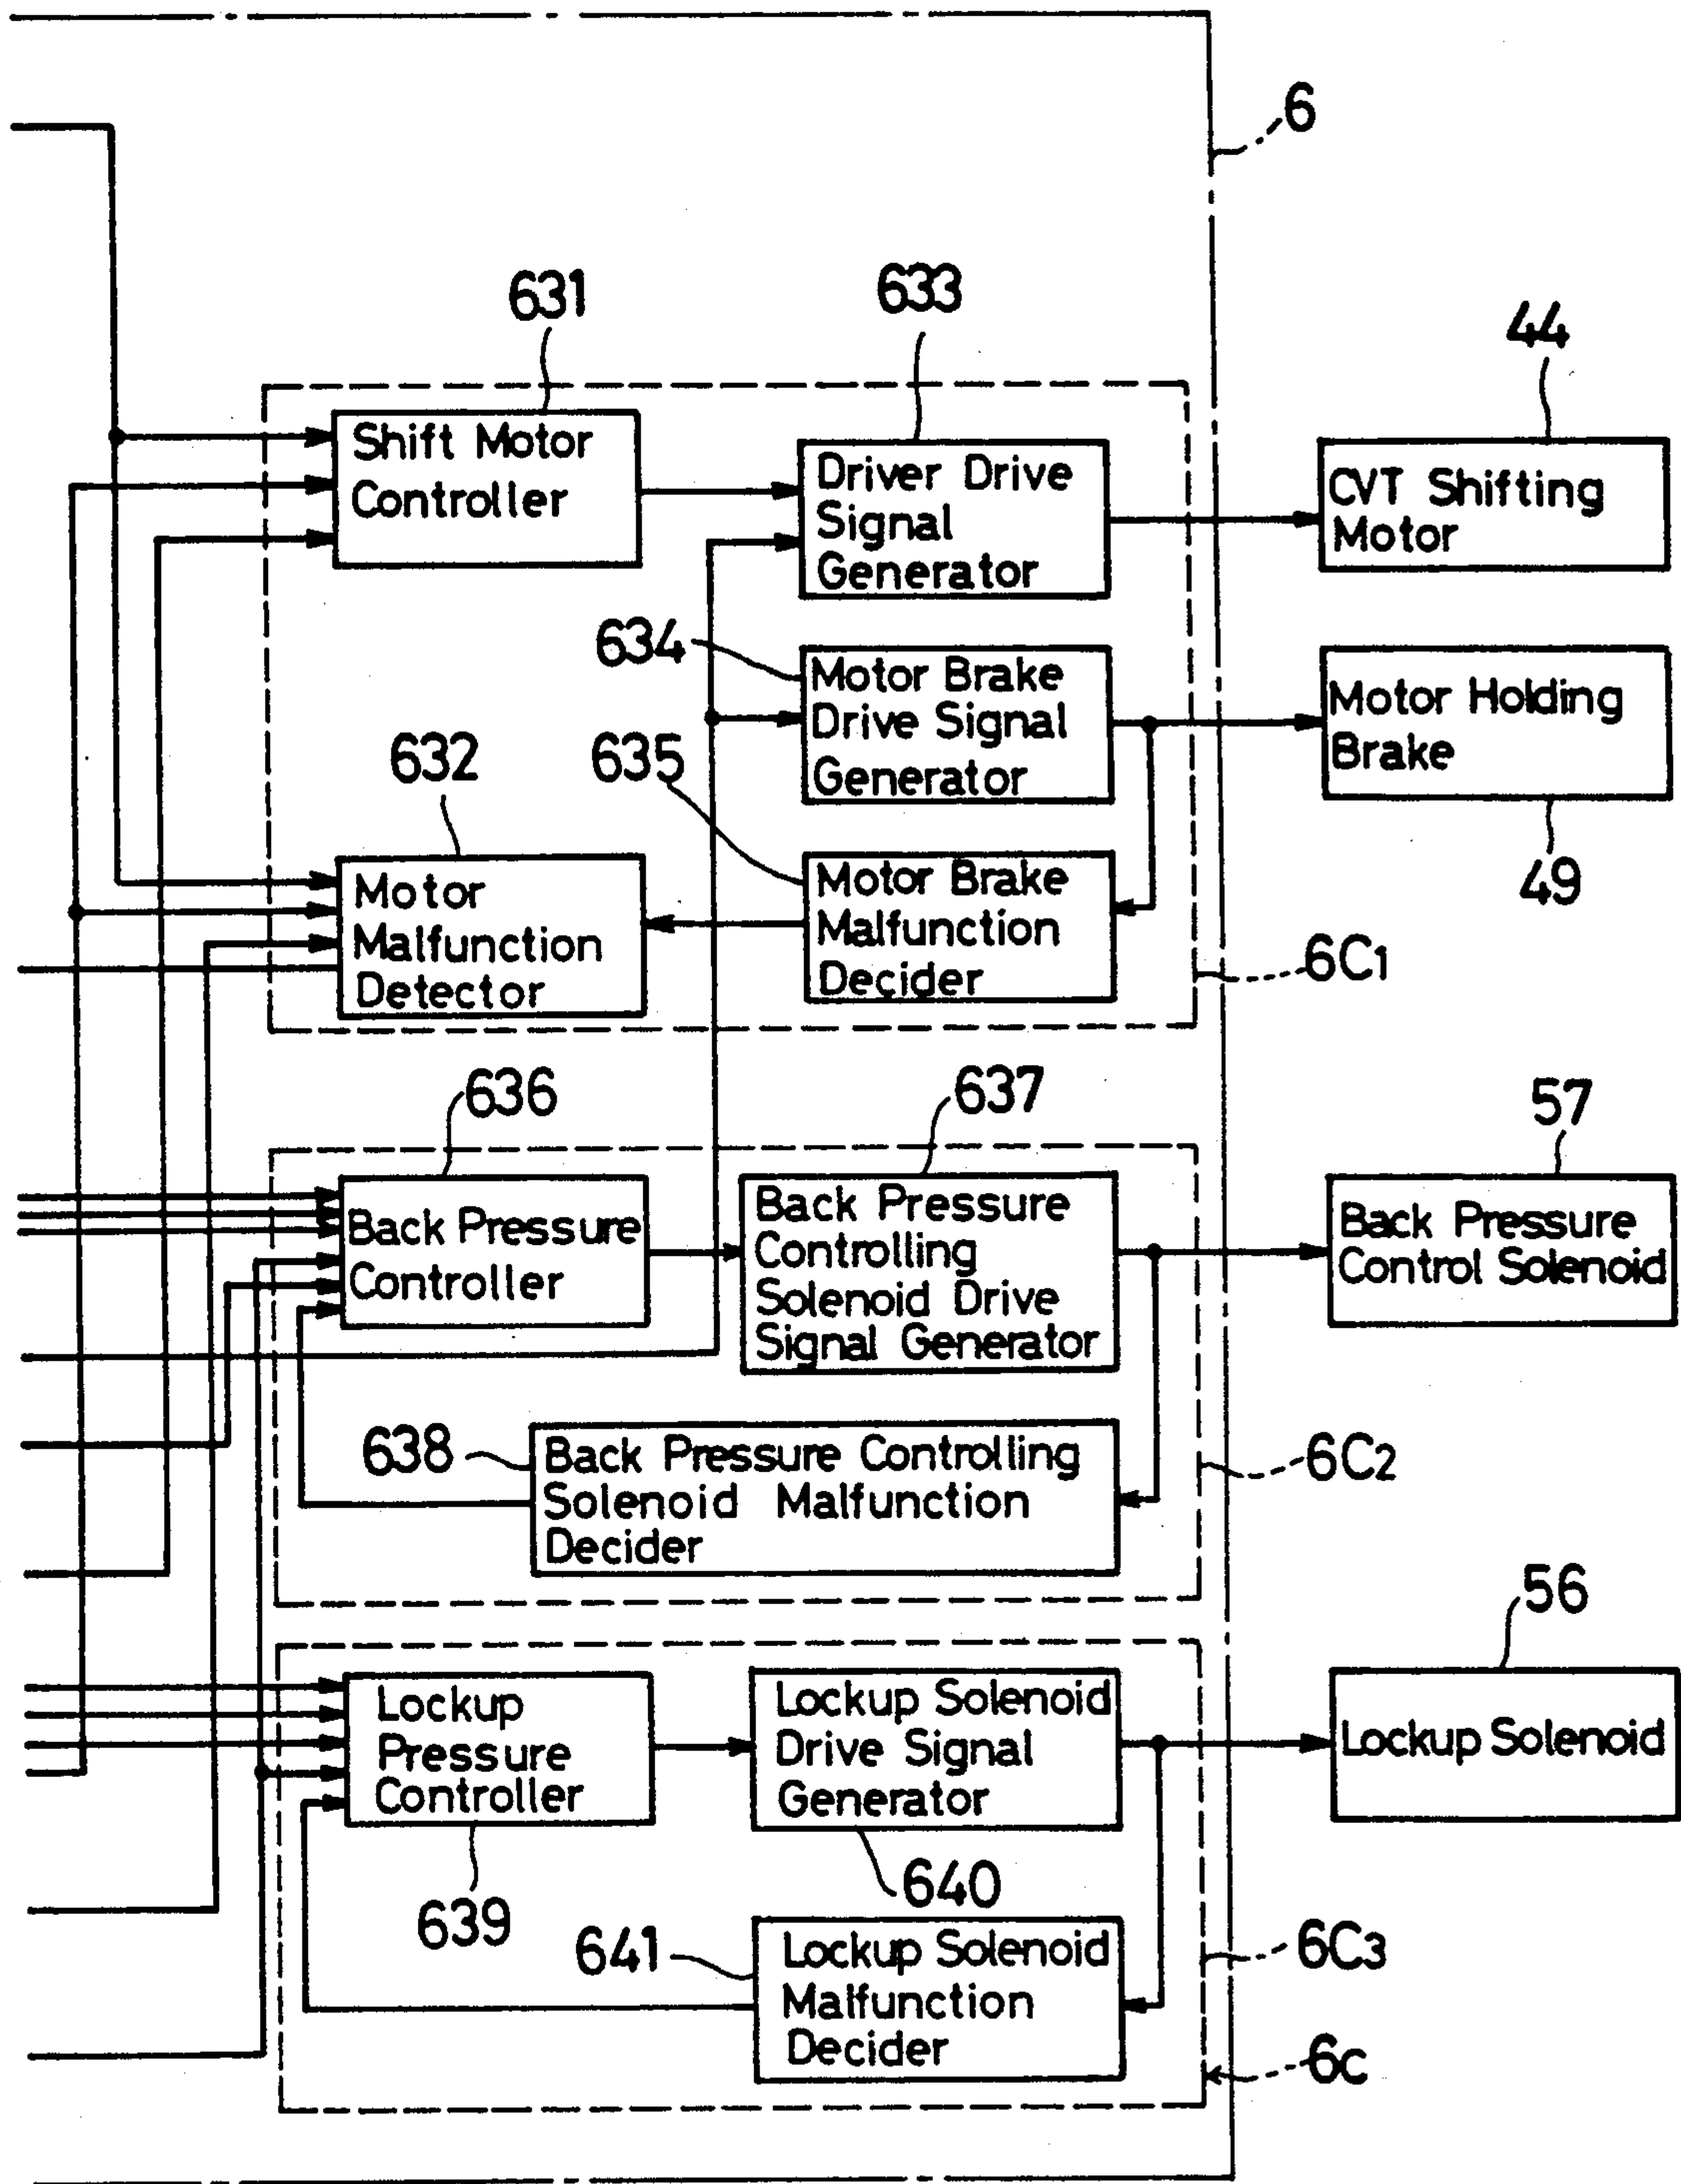 6
631
633
44
Shift Motor
Controller
Driver Drive
Signal
Generator
CVT Shifting
Motor
634
Motor Brake
Drive Signal
Generator
Motor Holding
Brake
49
632
635
Motor
Malfunction
Detector
Motor Brake
Malfunction
Decider
6C1
636
637
57
Back Pressure
Controller
Back Pressure
Controlling
Solenoid Drive
Signal Generator
Back Pressure
Control Solenoid
638
Back Pressure Controlling
Solenoid Malfunction
Decider
6C2
56
Lockup
Pressure
Controller
Lockup Solenoid
Drive Signal
Generator
Lockup Solenoid
639
640
641
Lockup Solenoid
Malfunction
Decider
6C3
6c